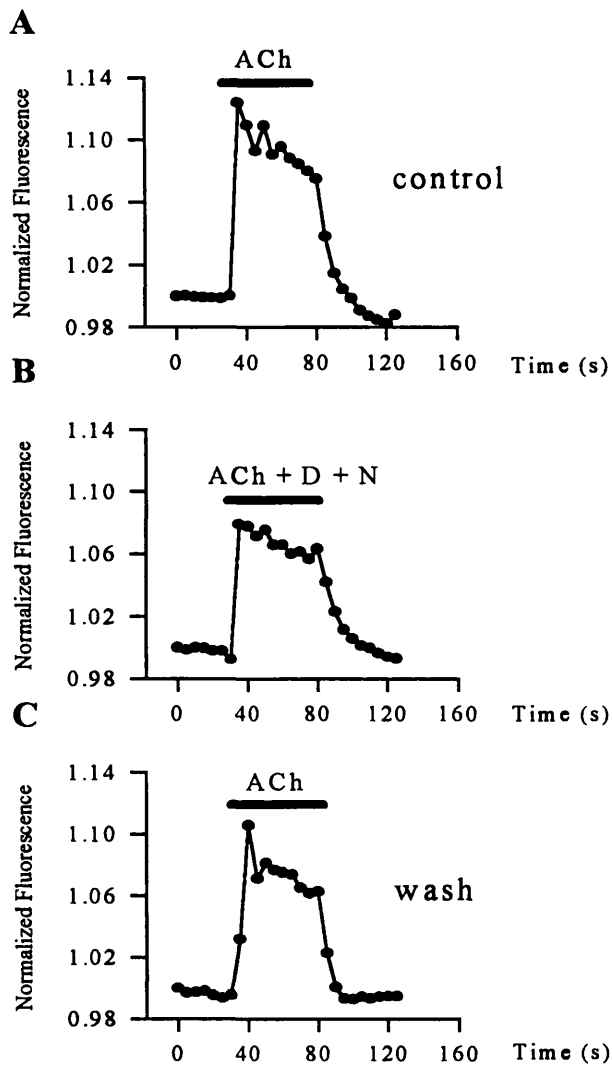 A
ACh
1.14
1.10
1.06
1.02
0.98
Normalized Fluorescence
control
0 40 80 120 160 Time (s)
B
ACh + D + N
1.14
1.10
1.06
1.02
0.98
Normalized Fluorescence
0 40 80 120 160 Time (s)
C
ACh
1.14
1.10
1.06
1.02
0.98
Normalized Fluorescence
wash
0 40 80 120 160 Time (s)